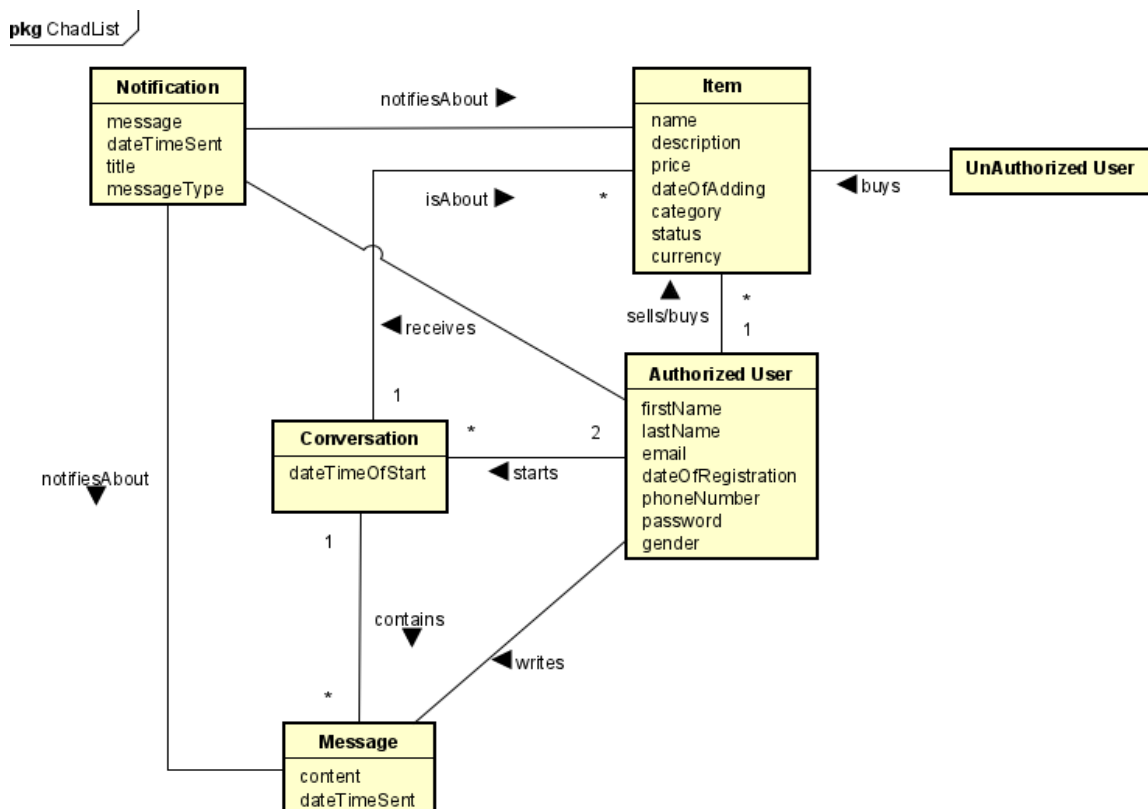 pkg ChadList
Notification
message
dateTimeSent
title
messageType
notifiesAbout
Item
name
description
price
dateOfAdding
category
status
currency
UnAuthorized User
buys
isAbout
*
*
sells/buys
1
receives
Authorized User
firstName
lastName
email
dateOfRegistration
phoneNumber
password
gender
1
Conversation
dateTimeOfStart
*
2
starts
notifiesAbout
1
contains
writes
*
Message
content
dateTimeSent